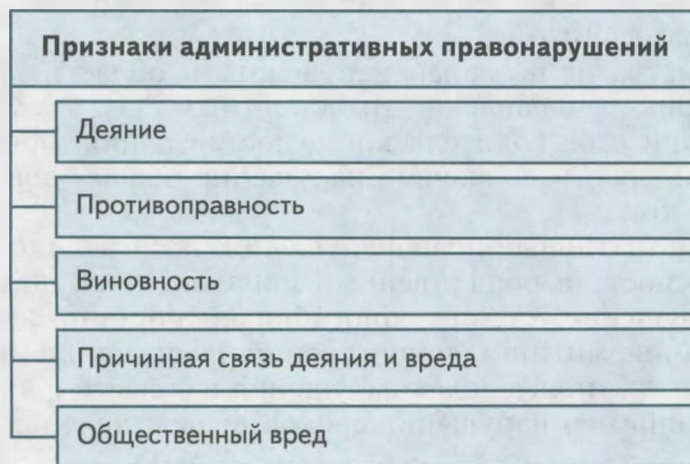 Признаки административных правонарушений
Деяние
Противоправность
Виновность
Причинная связь деяния и вреда
Общественный вред